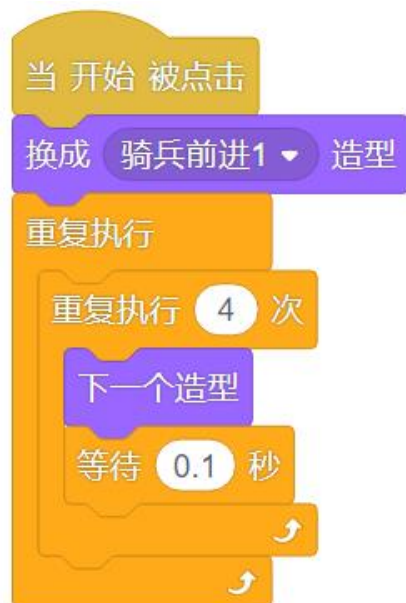 当 开始 被点击
换成 骑兵前进1 造型
重复执行
重复执行 4 次
下一个造型
等待 0.1 秒